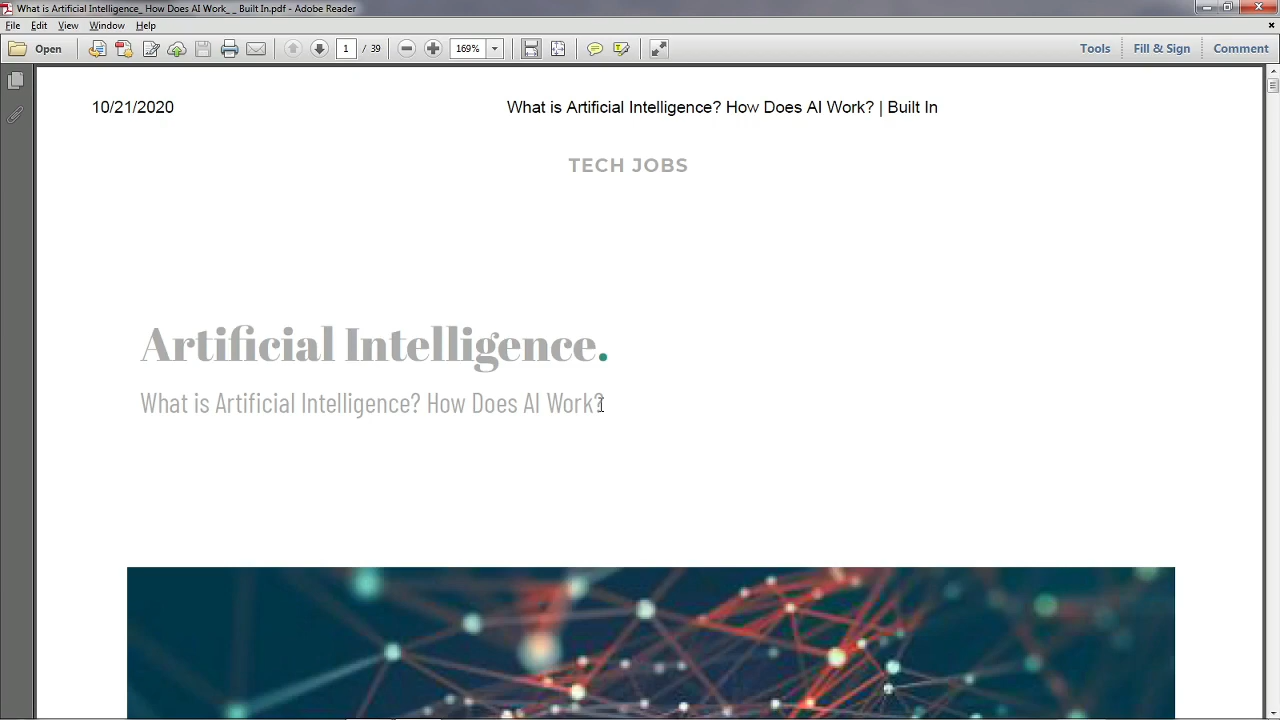 What is Artificial Intelligence_ How Does AI Work_ _ Built In.pdf - Adobe Reader
File Edit View Window Help
Open 1 / 39 169% Tools Fill & Sign Comment
10/21/2020 What is Artificial Intelligence? How Does AI Work? | Built In
TECH JOBS
Artificial Intelligence.
What is Artificial Intelligence? How Does AI Work?